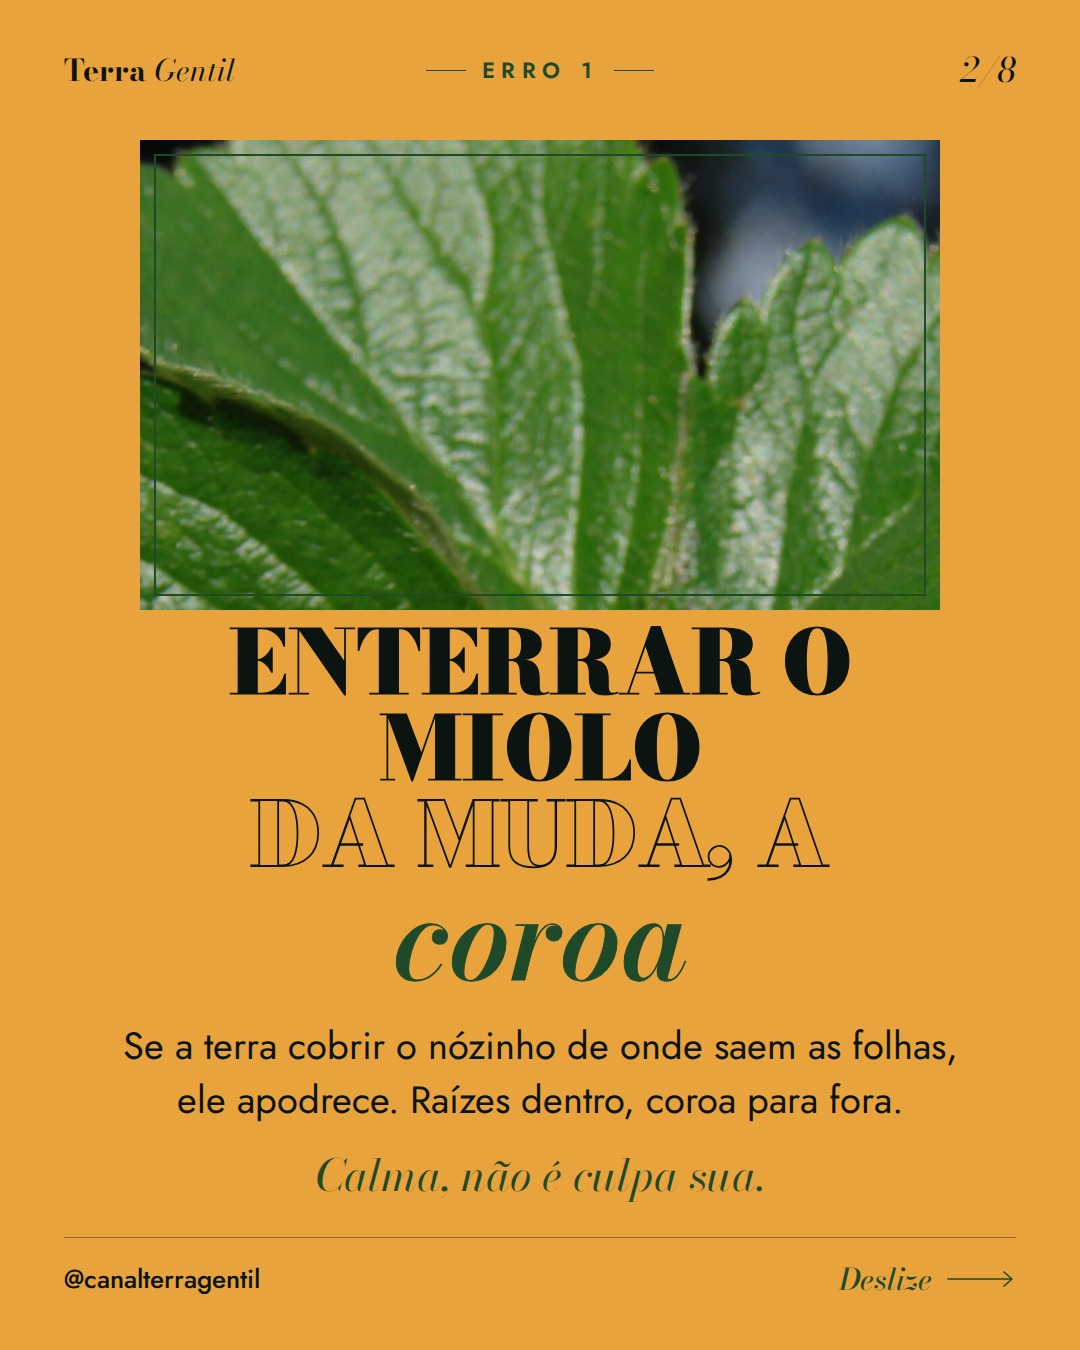 Terra Gentil
ERRO 1
2/8
ENTERRAR O
MIOLO
DA MUDA, A
coroa
Se a terra cobrir o nózinho de onde saem as folhas,
ele apodrece. Raízes dentro, coroa para fora.
Calma, não é culpa sua.
@canalterragentil
Deslize